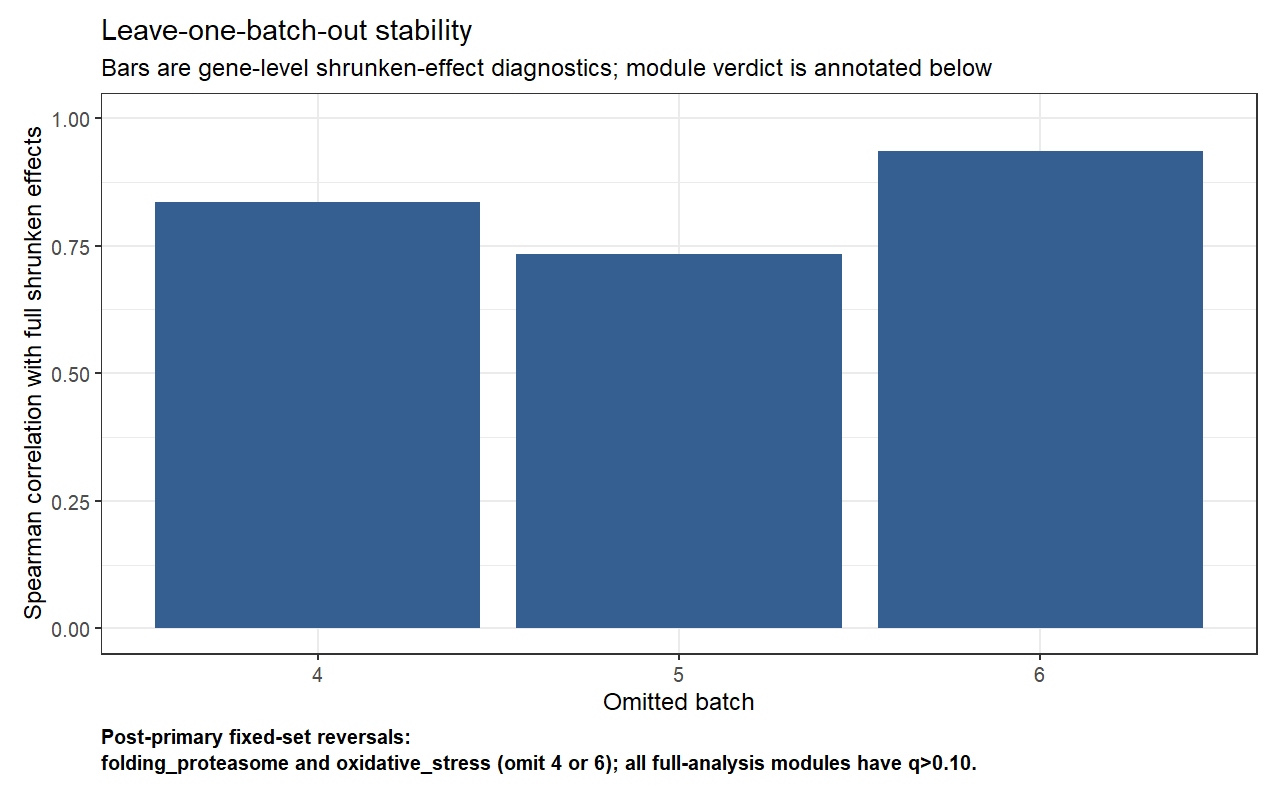 Leave-one-batch-out stability
Bars are gene-level shrunken-effect diagnostics; module verdict is annotated below
Spearman correlation with full shrunken effects
1.00
0.75
0.50
0.25
0.00
4
5
6
Omitted batch
Post-primary fixed-set reversals:
folding_proteasome and oxidative_stress (omit 4 or 6); all full-analysis modules have q>0.10.